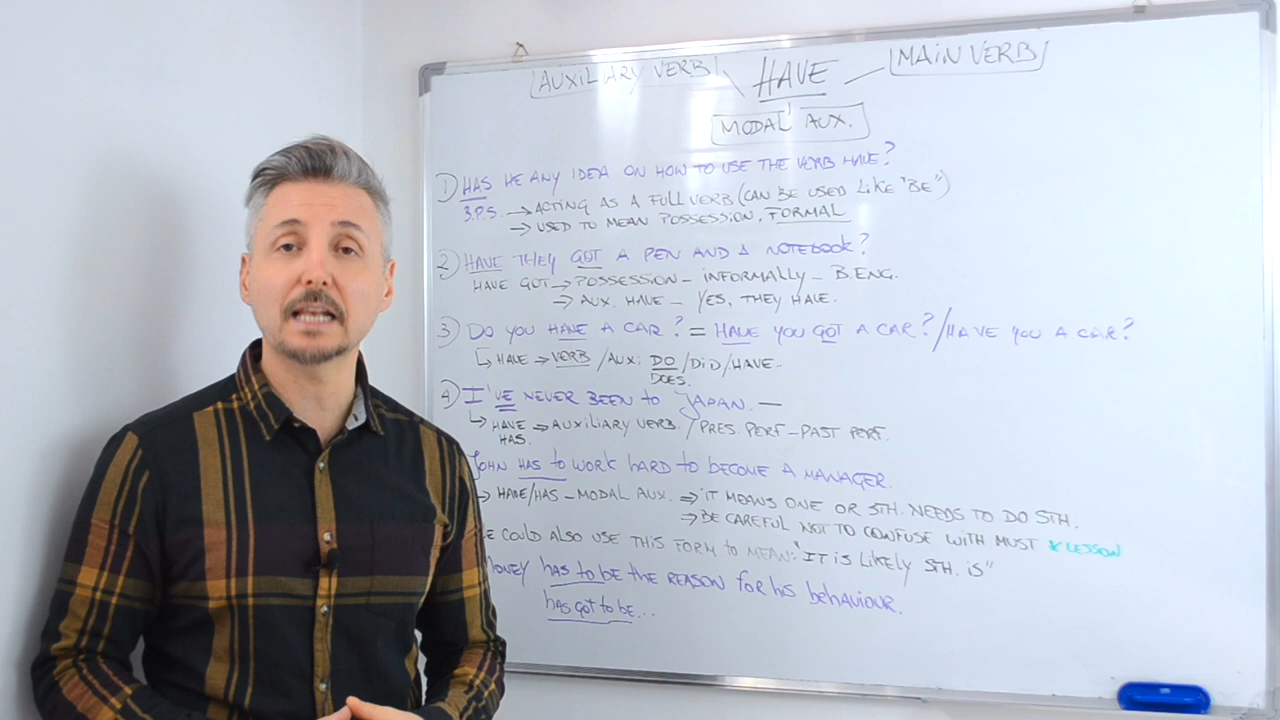 AUXILIARY VERB HAVE MAIN VERB
MODAL AUX.
1) HAS HE ANY IDEA ON HOW TO USE THE VERB HAVE?
3.P.S. → ACTING AS A FULL VERB (CAN BE USED LIKE "BE")
→ USED TO MEAN POSSESSION, FORMAL
2) HAVE THEY GOT A PEN AND A NOTEBOOK?
HAVE GOT → POSSESSION - INFORMALLY - B.ENG.
→ AUX. HAVE - YES, THEY HAVE.
3) DO YOU HAVE A CAR? = HAVE YOU GOT A CAR? / HAVE YOU A CAR?
↳ HAVE → VERB / AUX: DO / DID / HAVE.
DOES.
4) I'VE NEVER BEEN TO JAPAN. —
↳ HAVE → AUXILIARY VERB / PRES. PERF - PAST PERF.
HAS.
JOHN HAS TO WORK HARD TO BECOME A MANAGER.
→ HAVE/HAS - MODAL AUX. ⇒ IT MEANS ONE OR STH. NEEDS TO DO STH.
⇒ BE CAREFUL NOT TO CONFUSE WITH MUST * LESSON
E COULD ALSO USE THIS FORM TO MEAN: "IT IS LIKELY STH. IS"
MONEY HAS TO BE THE REASON FOR his bEhAVIOUR.
hAS GOT to bE...